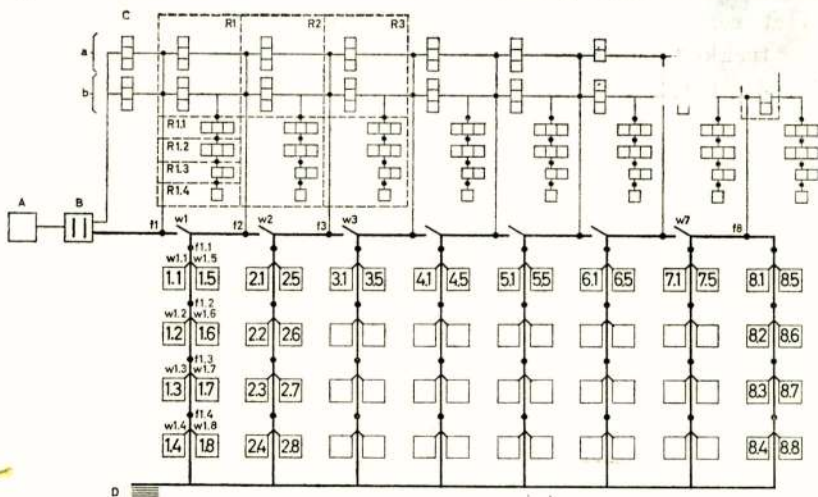 C R1 R2 R3
a
b
R1.1
R1.2
R1.3
R1.4
A B f1 w1 f2 w2 f3 w3 w7 f8
f1.1
w1.1 w1.5
1.1 1.5 2.1 2.5 3.1 3.5 4.1 4.5 5.1 5.5 6.1 6.5 7.1 7.5 8.1 8.5
f1.2
w1.2 w1.6
1.2 1.6 2.2 2.6 8.2 8.6
f1.3
w1.3 w1.7
1.3 1.7 2.3 2.7 8.3 8.7
f1.4
w1.4 w1.8
1.4 1.8 2.4 2.8 8.4 8.8
D